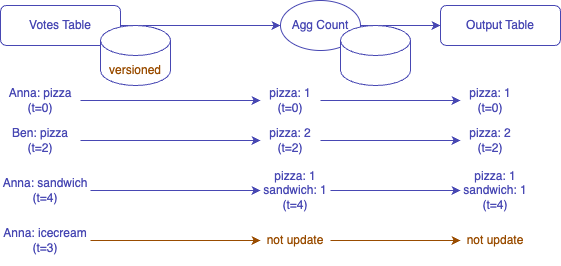 Votes Table
Agg Count
Output Table
versioned
Anna: pizza
(t=0)
pizza: 1
(t=0)
pizza: 1
(t=0)
Ben: pizza
(t=2)
pizza: 2
(t=2)
pizza: 2
(t=2)
Anna: sandwich
(t=4)
pizza: 1
sandwich: 1
(t=4)
pizza: 1
sandwich: 1
(t=4)
Anna: icecream
(t=3)
not update
not update